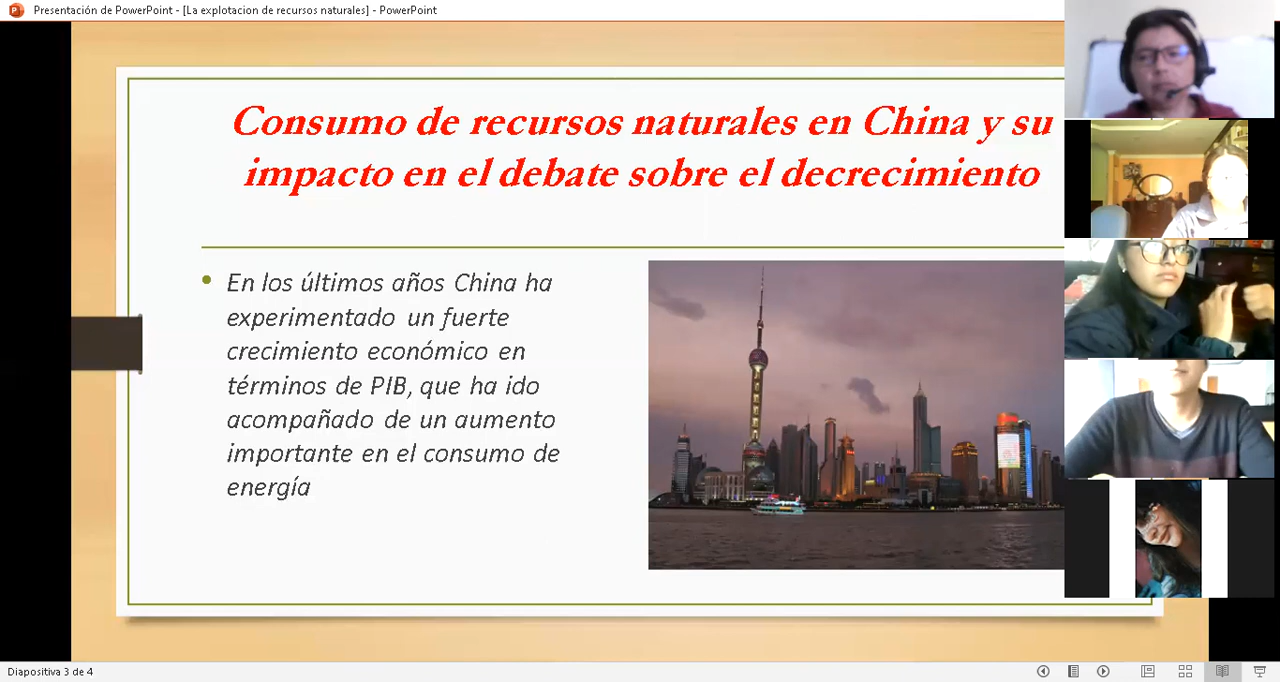 Presentación de PowerPoint - [La explotacion de recursos naturales] - PowerPoint
Consumo de recursos naturales en China y su
impacto en el debate sobre el decrecimiento
• En los últimos años China ha
experimentado un fuerte
crecimiento económico en
términos de PIB, que ha ido
acompañado de un aumento
importante en el consumo de
energía
Diapositiva 3 de 4